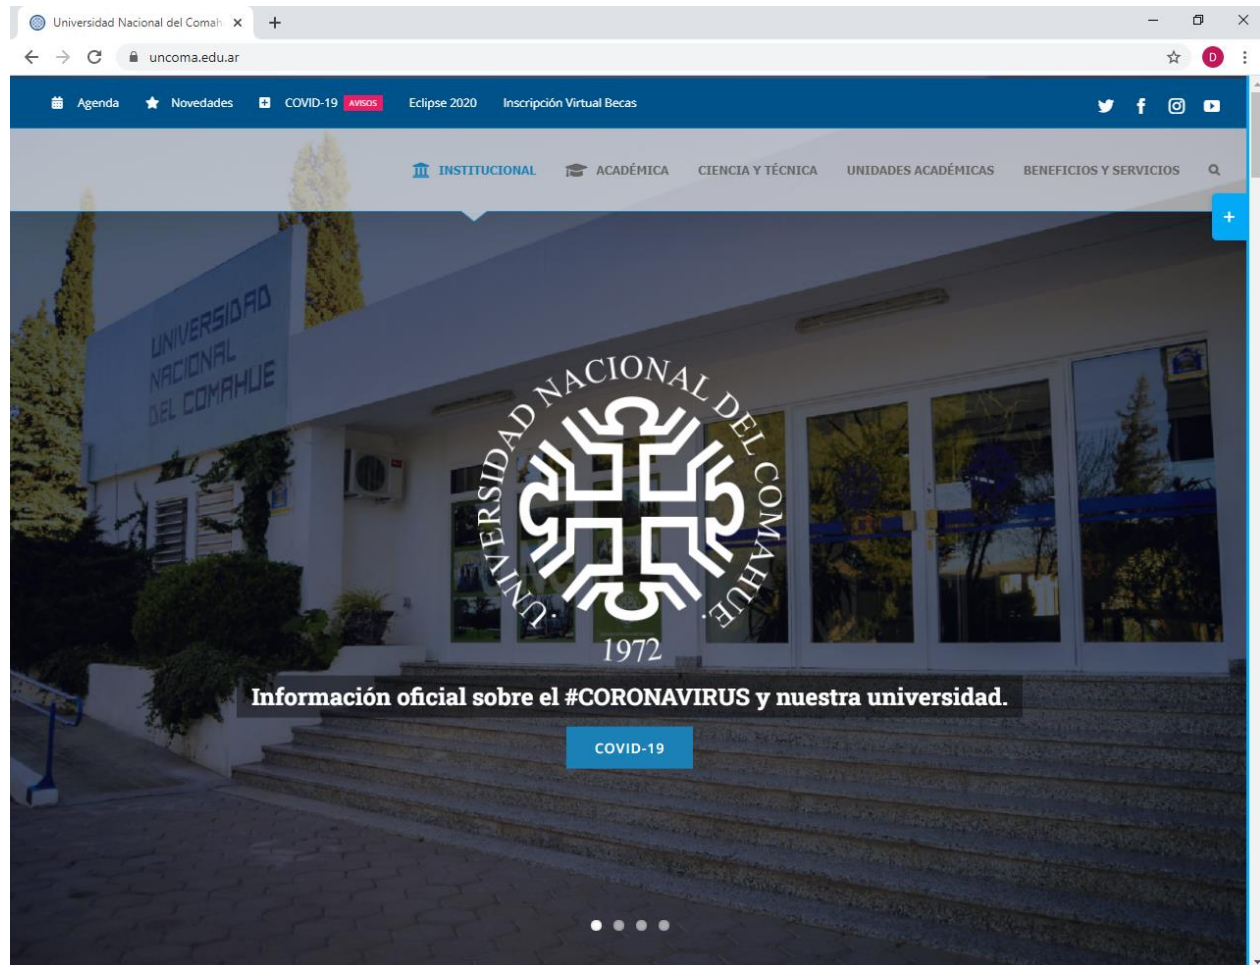 Universidad Nacional del Comah
uncoma.edu.ar
D
Agenda
Novedades
COVID-19 AVISOS
Eclipse 2020
Inscripción Virtual Becas
INSTITUCIONAL
ACADÉMICA
CIENCIA Y TÉCNICA
UNIDADES ACADÉMICAS
BENEFICIOS Y SERVICIOS
UNIVERSIDAD
NACIONAL
DEL COMAHUE
UNIVERSIDAD NACIONAL DEL COMAHUE
1972
Información oficial sobre el #CORONAVIRUS y nuestra universidad.
COVID-19